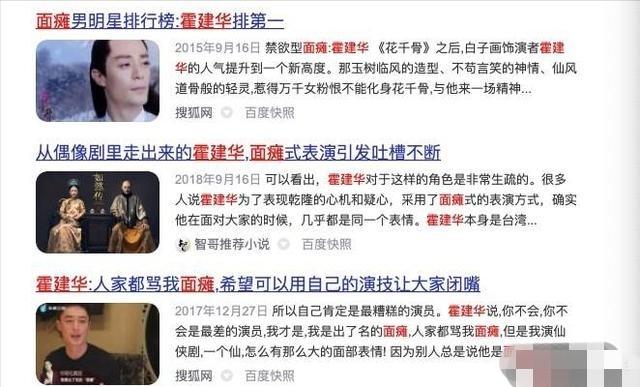 面瘫男明星排行榜:霍建华排第一
2015年9月16日 禁欲型面瘫:霍建华 《花千骨》之后,白子画饰演者霍建
华的人气提升到一个新高度。那玉树临风的造型、不苟言笑的神情、仙风
道骨般的轻灵,惹得万千女粉恨不能化身花千骨,与他来一场精神...
搜狐网 百度快照
从偶像剧里走出来的霍建华,面瘫式表演引发吐槽不断
如懿传
2018年9月16日 可以看出，霍建华对于这样的角色是非常生疏的。很多
人说霍建华为了表现乾隆的心机和疑心，采用了面瘫式的表演方式，确实
他在面对大家的时候，几乎都是同一个表情。霍建华本身是台湾...
智哥推荐小说 百度快照
霍建华:人家都骂我面瘫,希望可以用自己的演技让大家闭嘴
2017年12月27日 所以自己肯定是最糟糕的演员。霍建华说,你不会,你不
会是最差的演员,我才是,我是出了名的面瘫,人家都骂我面瘫,但是我演仙
侠剧,一个仙,怎么有那么大的面部表情! 因为别人总是说他是面瘫
搜狐网 百度快照